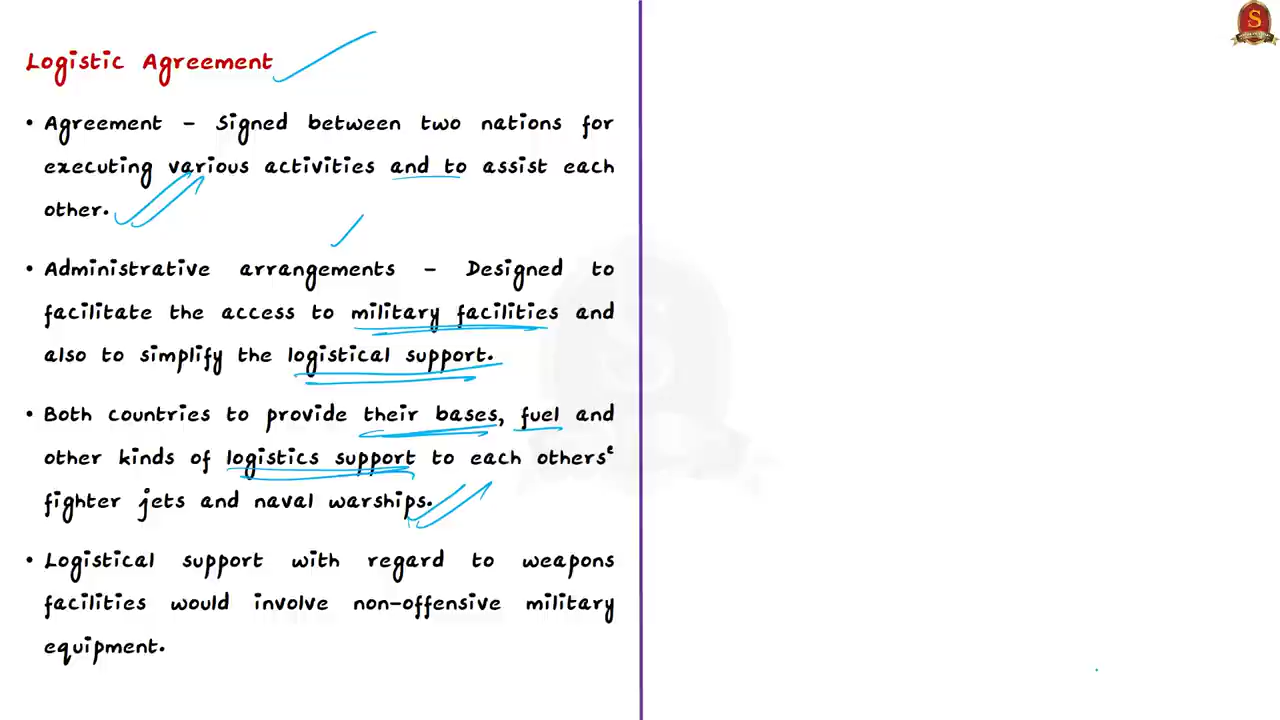 Logistic Agreement
• Agreement – Signed between two nations for
executing various activities and to assist each
other.
• Administrative arrangements – Designed to
facilitate the access to military facilities and
also to simplify the logistical support.
• Both countries to provide their bases, fuel and
other kinds of logistics support to each others'
fighter jets and naval warships.
• Logistical support with regard to weapons
facilities would involve non-offensive military
equipment.
S